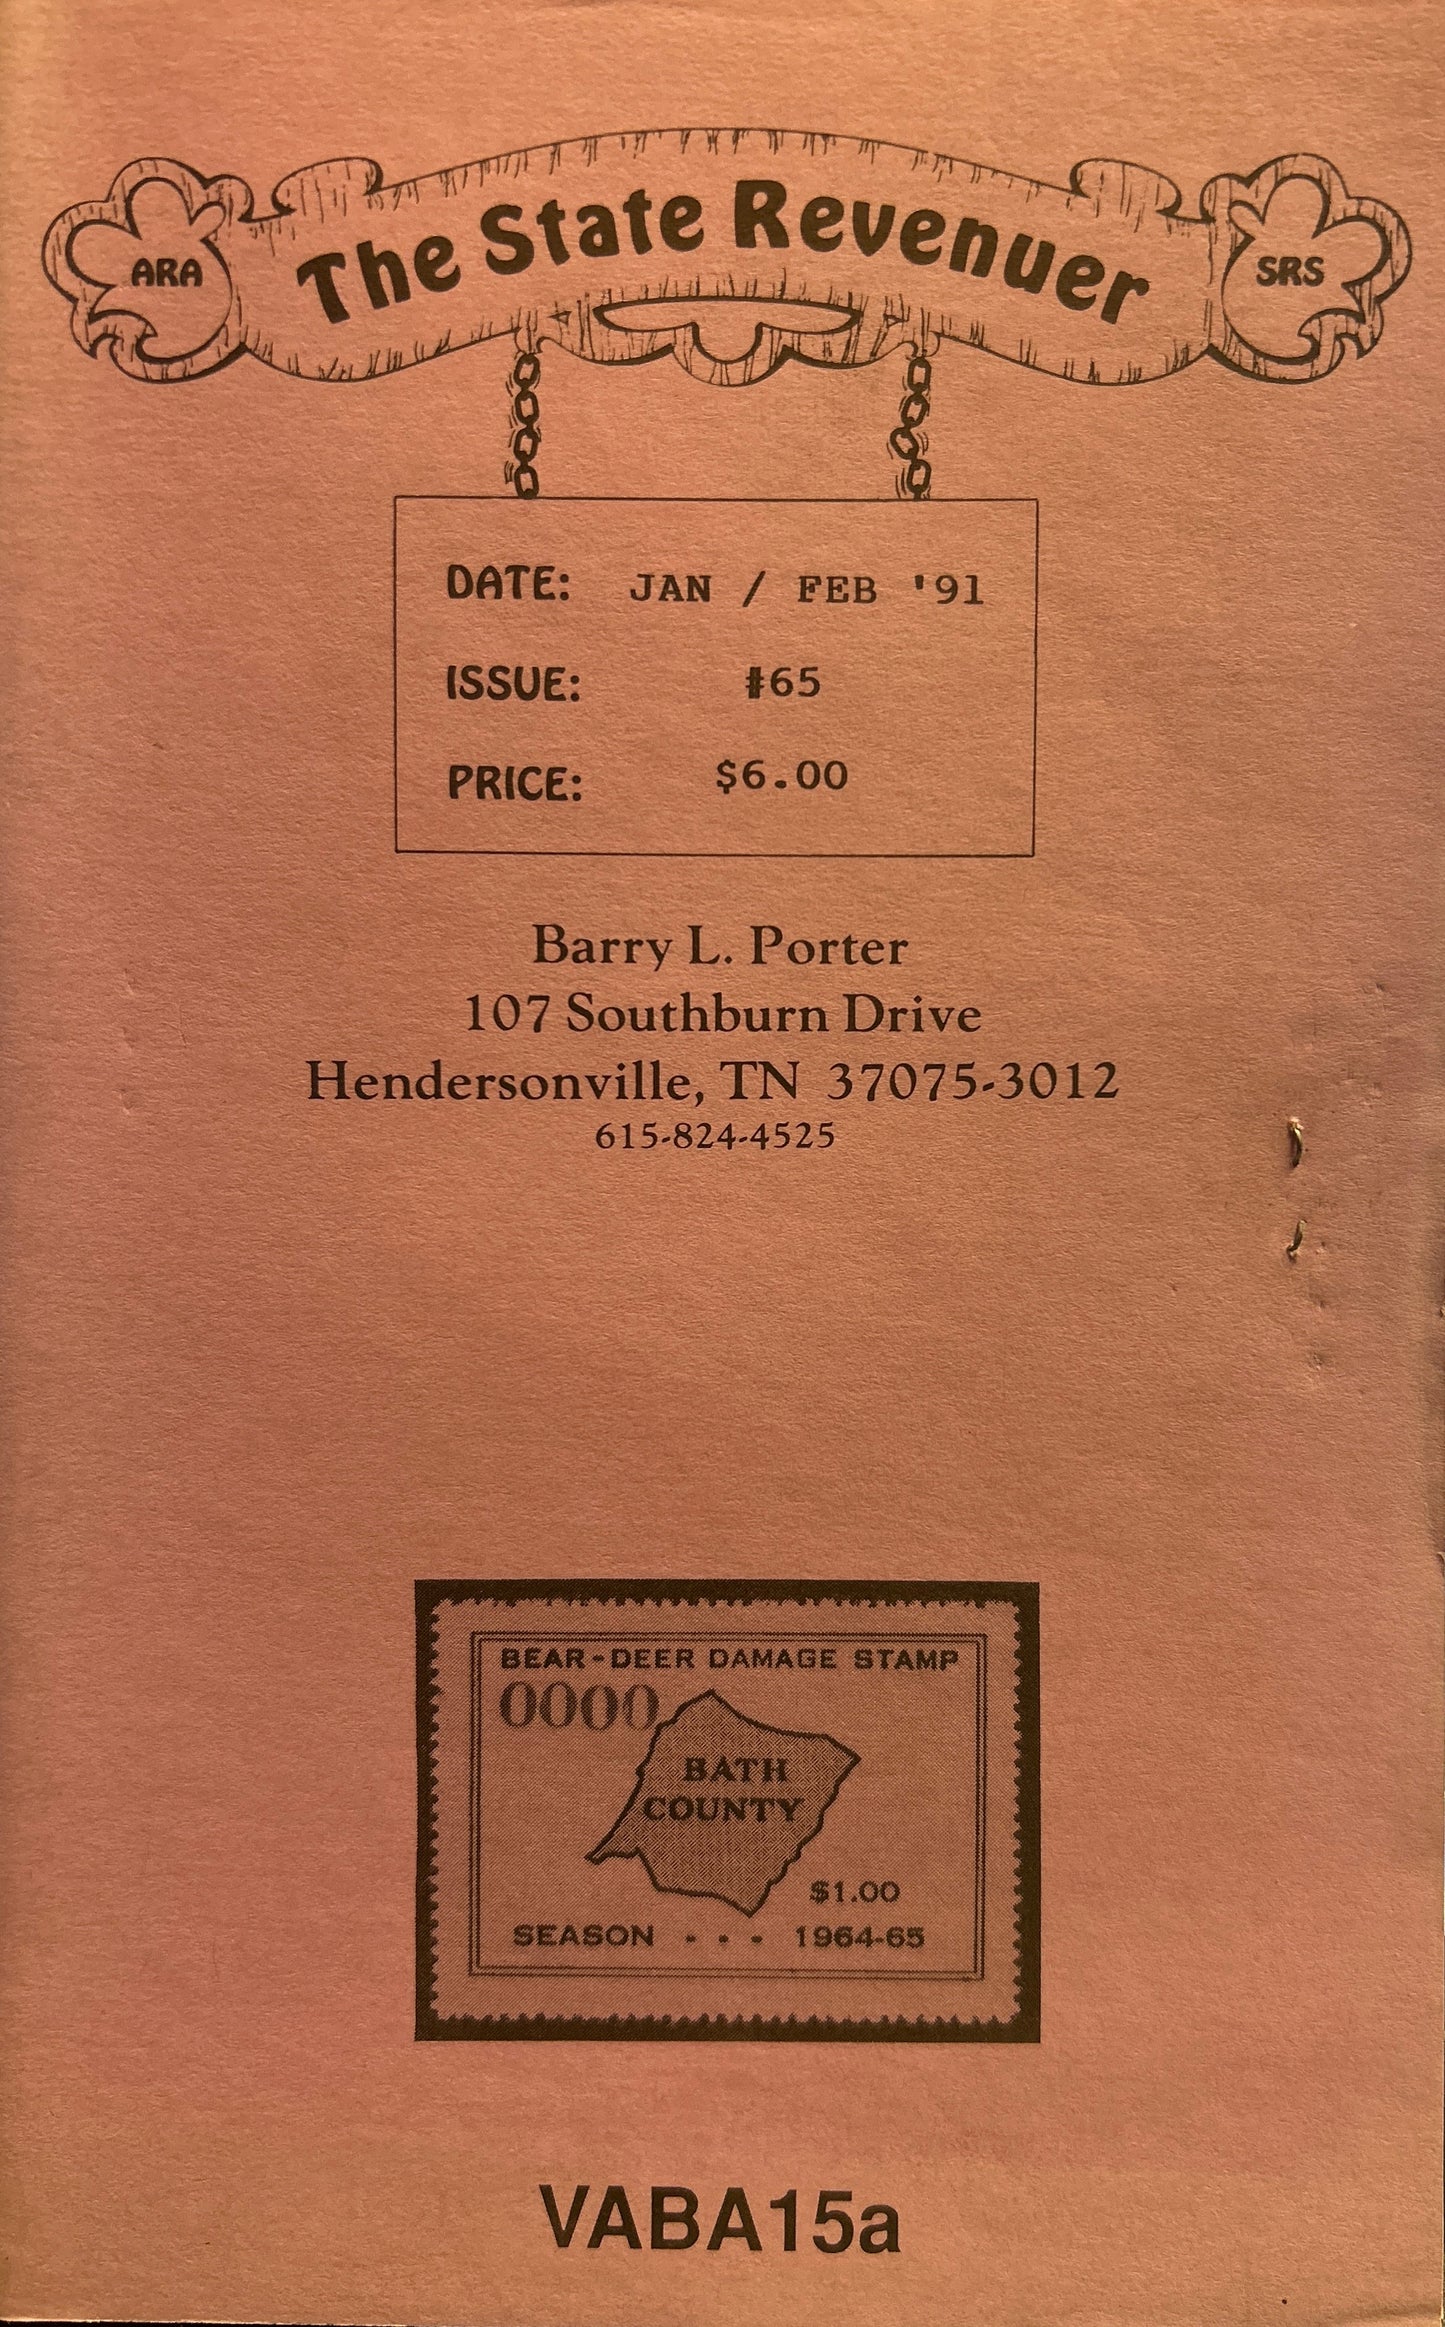 ARA
The State Revenuer
SRS
DATE: JAN / FEB '91
ISSUE: #65
PRICE: $6.00
Barry L. Porter
107 Southburn Drive
Hendersonville, TN 37075-3012
615-824-4525
BEAR-DEER DAMAGE STAMP
0000
BATH
COUNTY
$1.00
SEASON . . . 1964-65
VABA15a